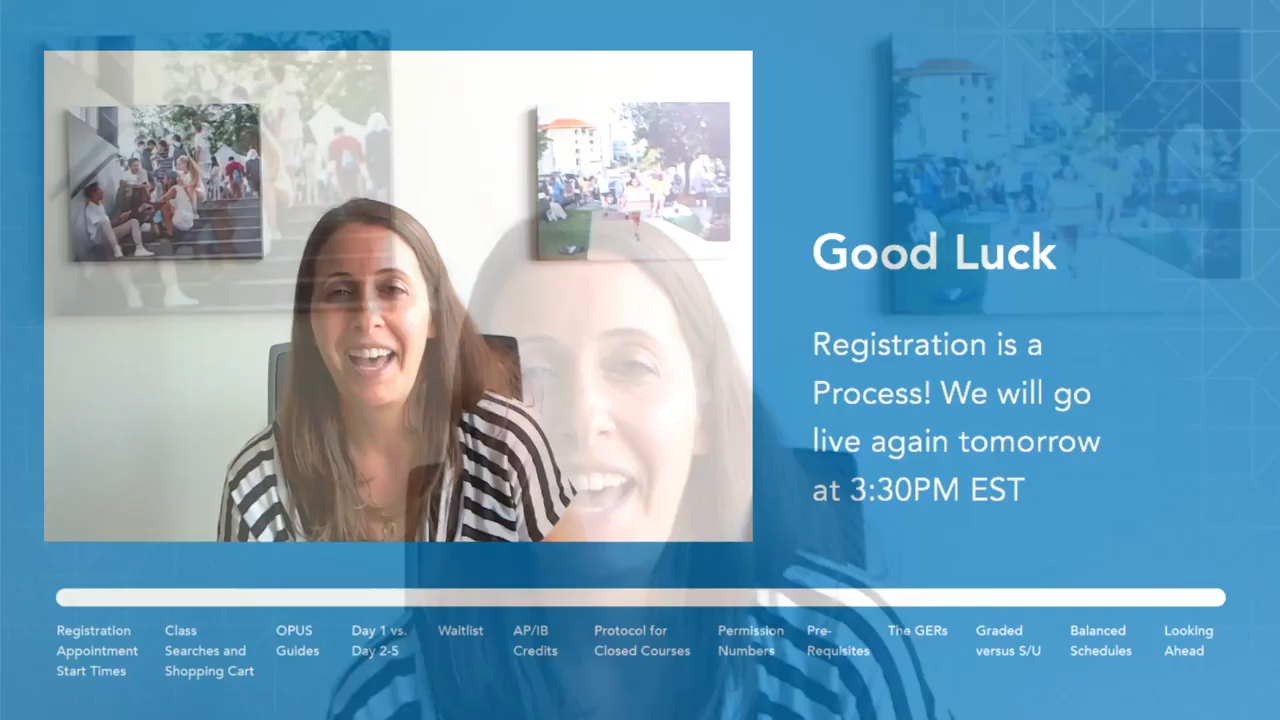 Good Luck
Registration is a
Process! We will go
live again tomorrow
at 3:30PM EST
Registration
Appointment
Start Times
Class
Searches and
Shopping Cart
OPUS
Guides
Day 1 vs.
Day 2-5
Waitlist
AP/IB
Credits
Protocol for
Closed Courses
Permission
Numbers
Pre-
Requisites
The GERs
Graded
versus S/U
Balanced
Schedules
Looking
Ahead